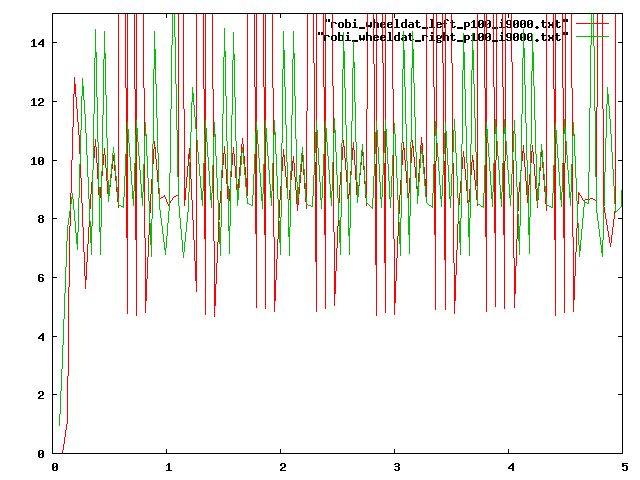 "robi_wheeldat_left_p100_i9000.txt"
"robi_wheeldat_right_p100_i9000.txt"
14
12
10
8
6
4
2
0
0 1 2 3 4 5